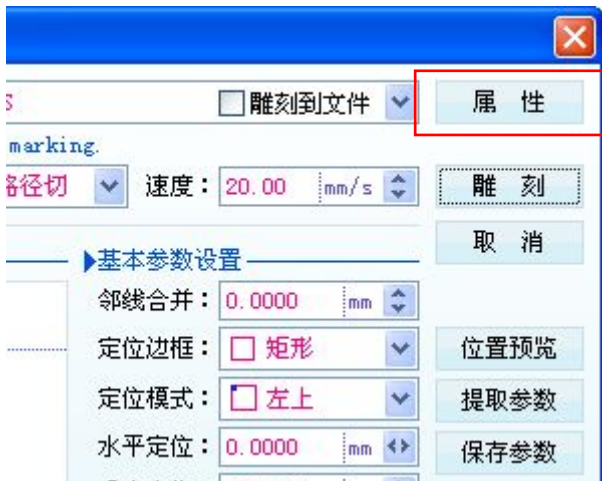 S 雕刻到文件 属 性
marking.
路径切 速度：20.00 mm/s 雕 刻
取 消
基本参数设置
邻线合并：0.0000 mm
定位边框：矩形 位置预览
定位模式：左上 提取参数
水平定位：0.0000 mm 保存参数